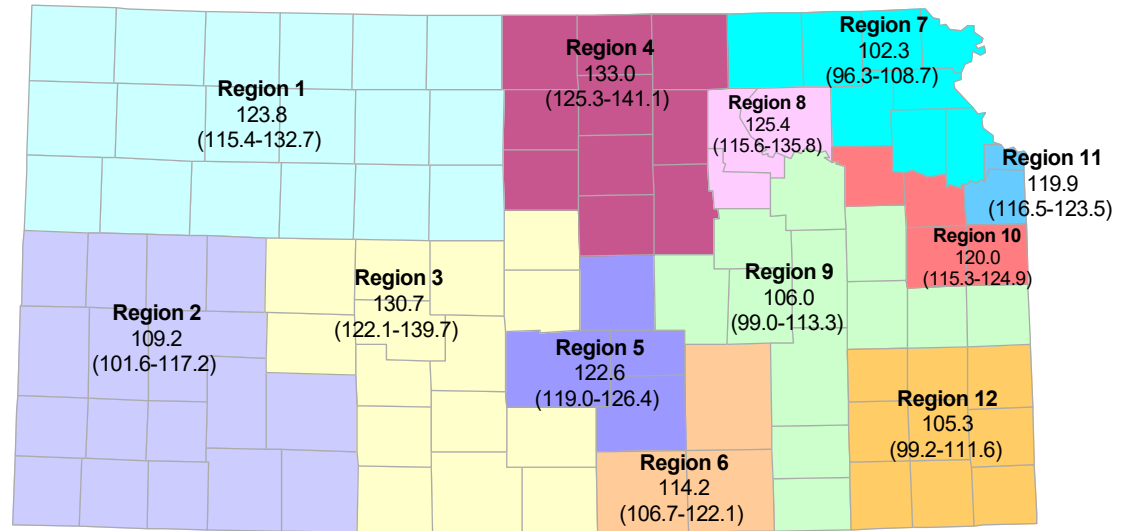 Region 1
123.8
(115.4-132.7)
Region 4
133.0
(125.3-141.1)
Region 7
102.3
(96.3-108.7)
Region 8
125.4
(115.6-135.8)
Region 11
119.9
(116.5-123.5)
Region 10
120.0
(115.3-124.9)
Region 2
109.2
(101.6-117.2)
Region 3
130.7
(122.1-139.7)
Region 9
106.0
(99.0-113.3)
Region 5
122.6
(119.0-126.4)
Region 12
105.3
(99.2-111.6)
Region 6
114.2
(106.7-122.1)